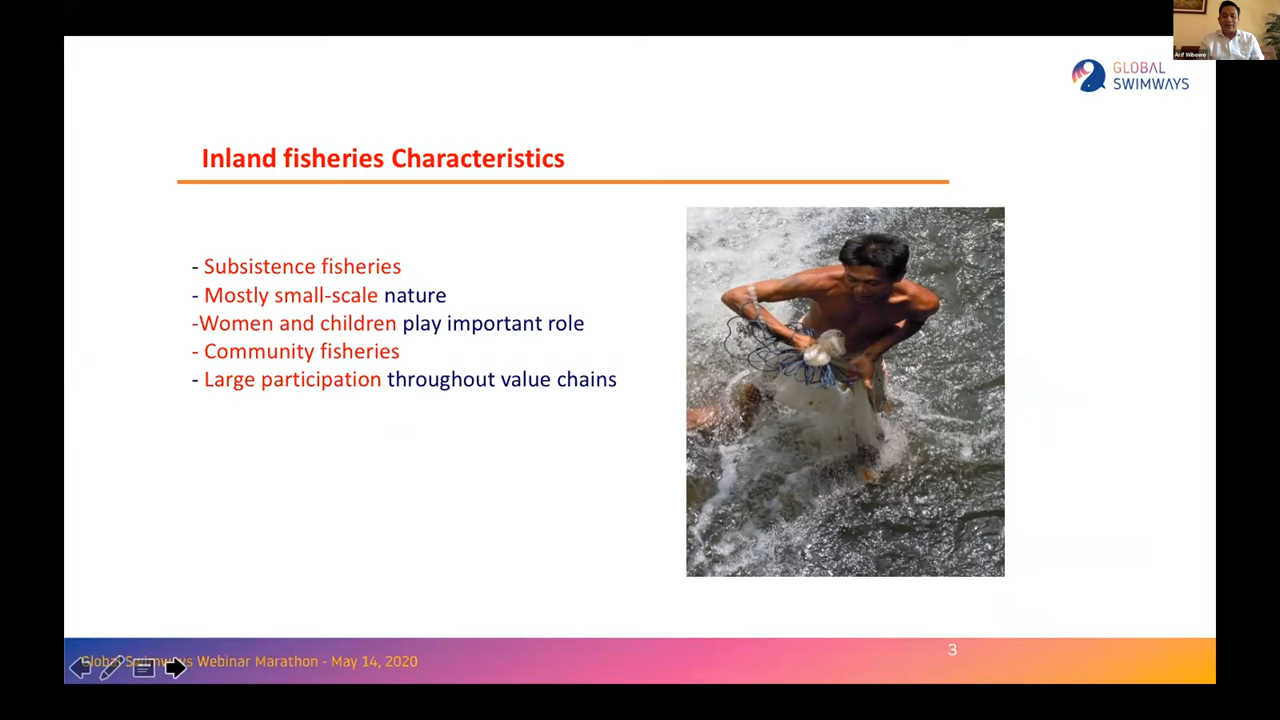 Arif Wibowo
GLOBAL
SWIMWAYS
Inland fisheries Characteristics
- Subsistence fisheries
- Mostly small-scale nature
-Women and children play important role
- Community fisheries
- Large participation throughout value chains
Global Swimways Webinar Marathon - May 14, 2020
3